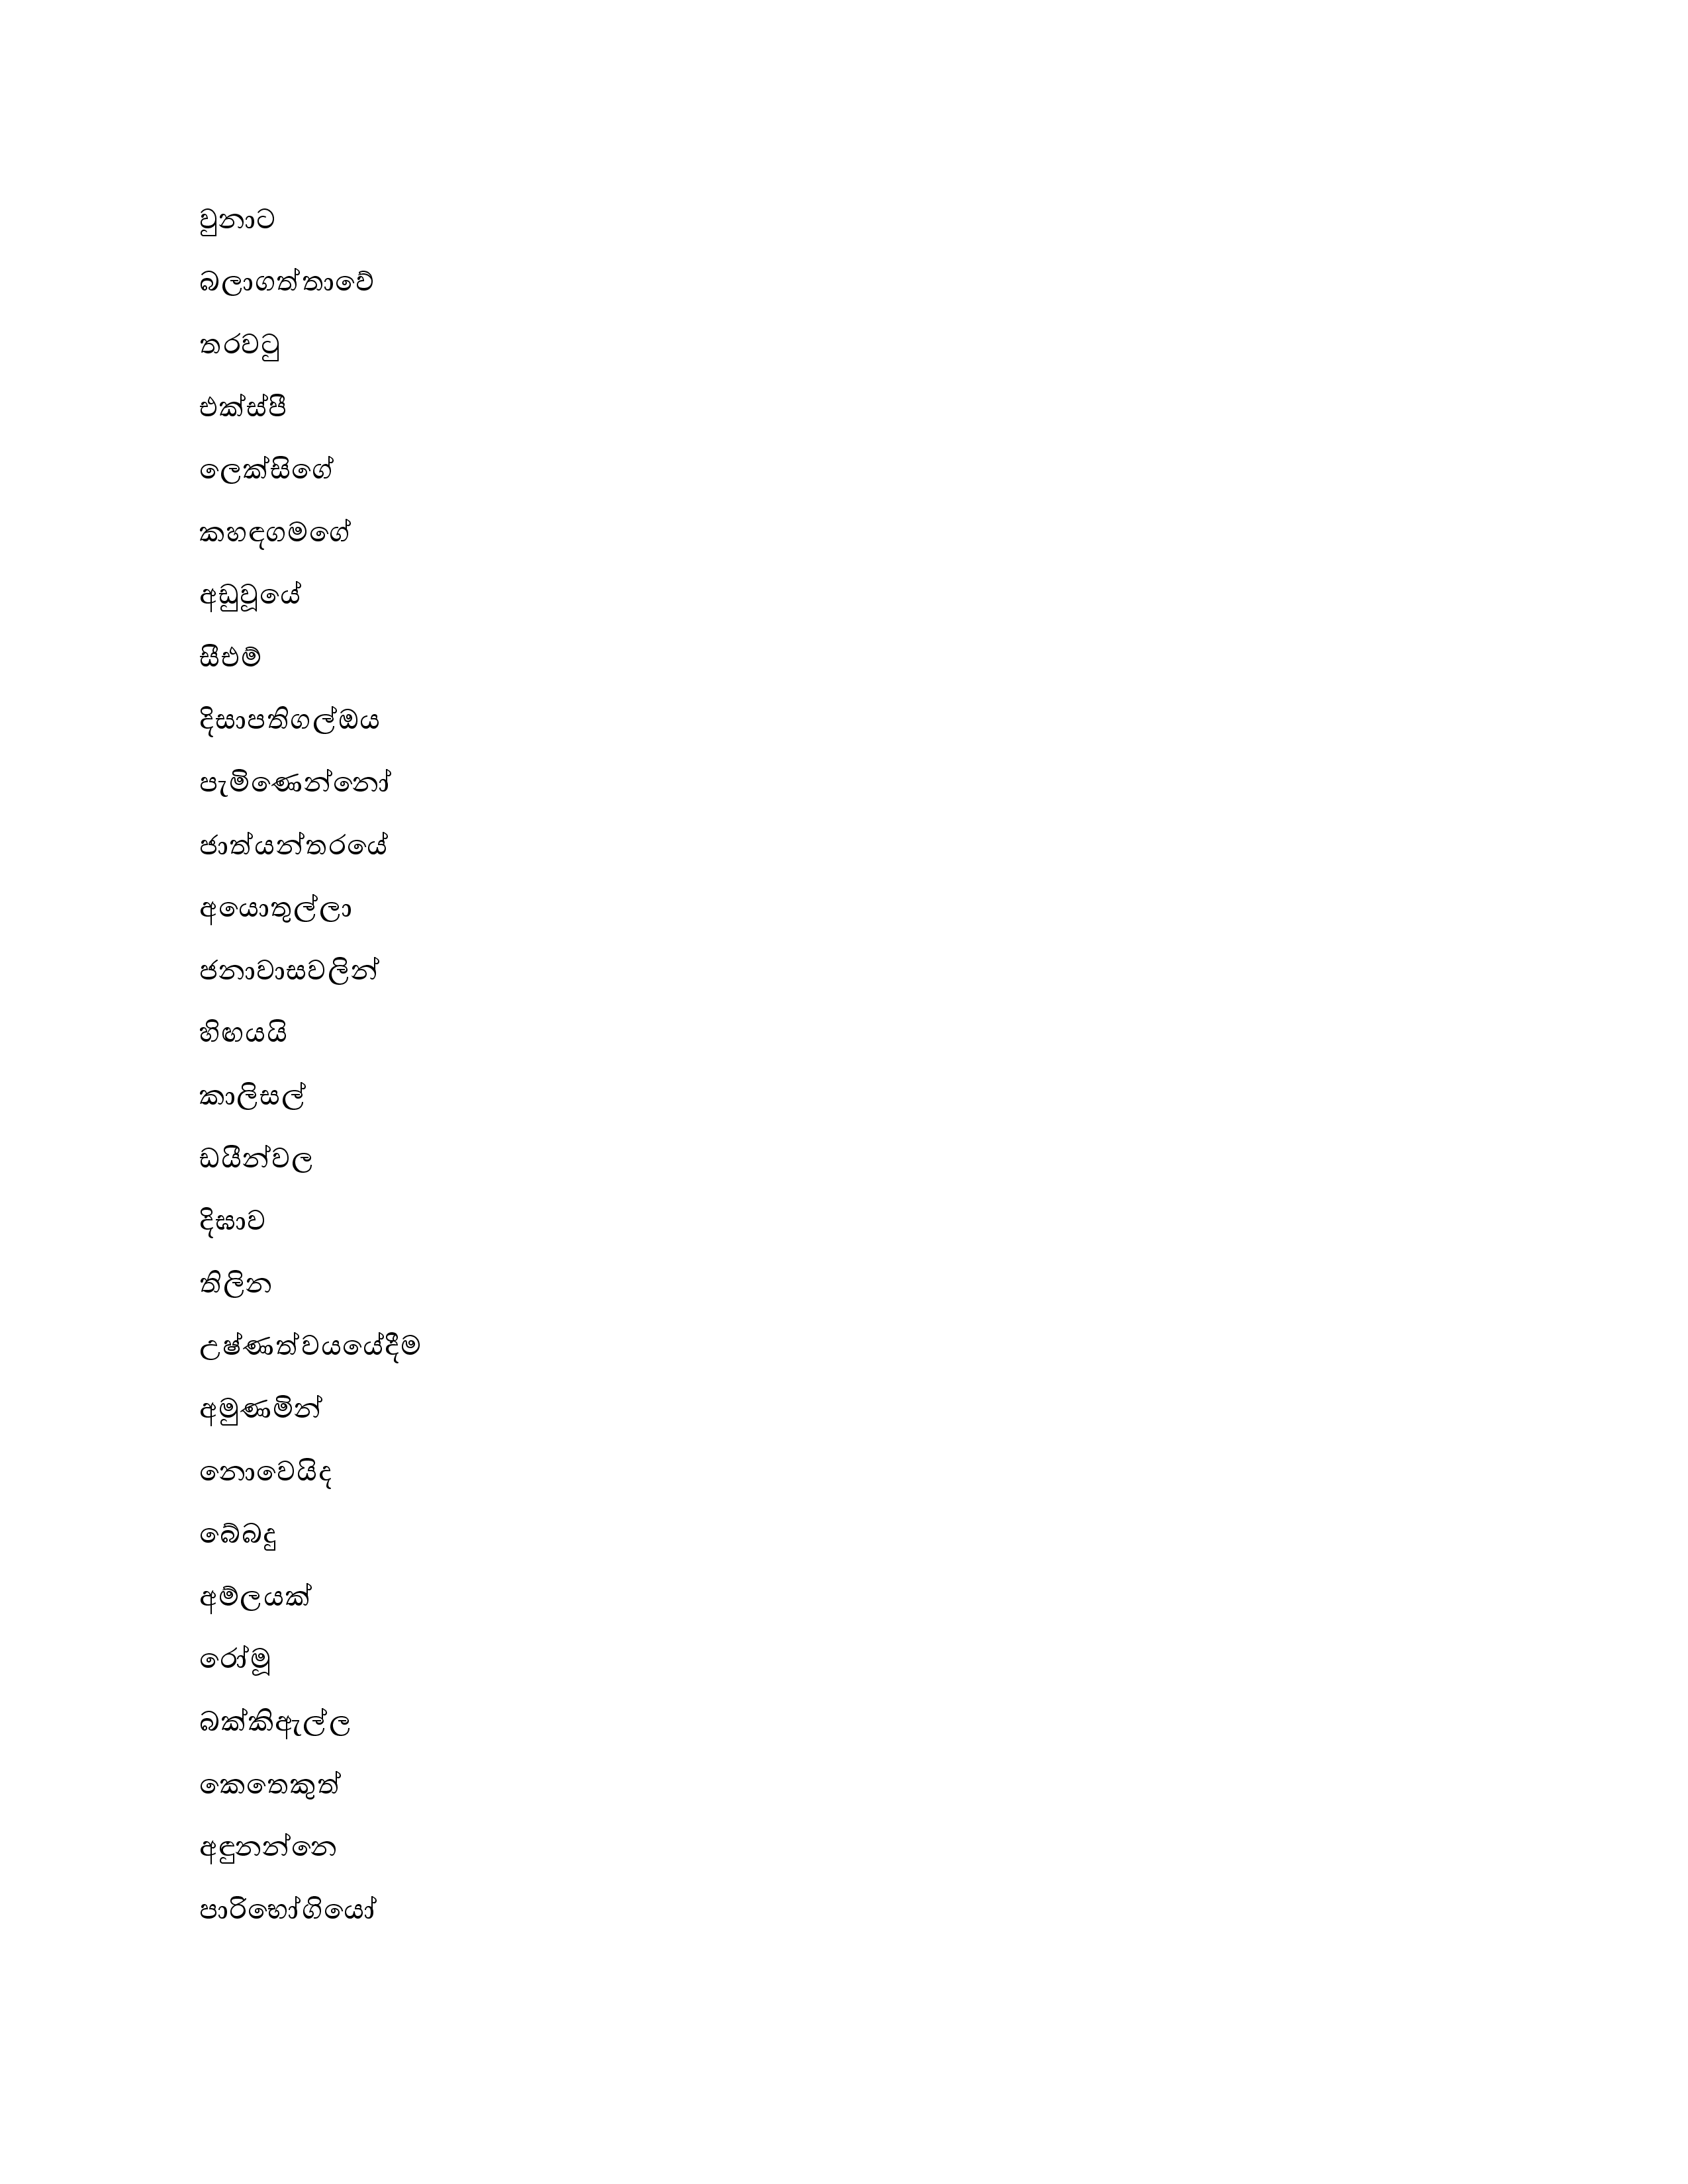 වුනාට
බලාගත්තාවේ
තරවටු
එක්ස්පී
ලෙක්සිගේ
කහඳගමගේ
අඩුවූයේ
සීඑම්
දිසාපතිගල්ඔය
පැමිණෙන්නෝ
ජාත්යන්තරයේ
අයොතුල්ලා
ජනාවාසවලින්
හිඟයයි
කාලිසල්
ඩයීන්වල
දිඝාව
තිලින
උෂ්ණත්වයයේදීම
අමුණමින්
නොවෙයිද
බේබදු
අම්ලයක්
රෝමූ
බක්කිඇල්ල
කෙතෙකුත්
අඳුනන්නෙ
පාරිභෝගියෝ